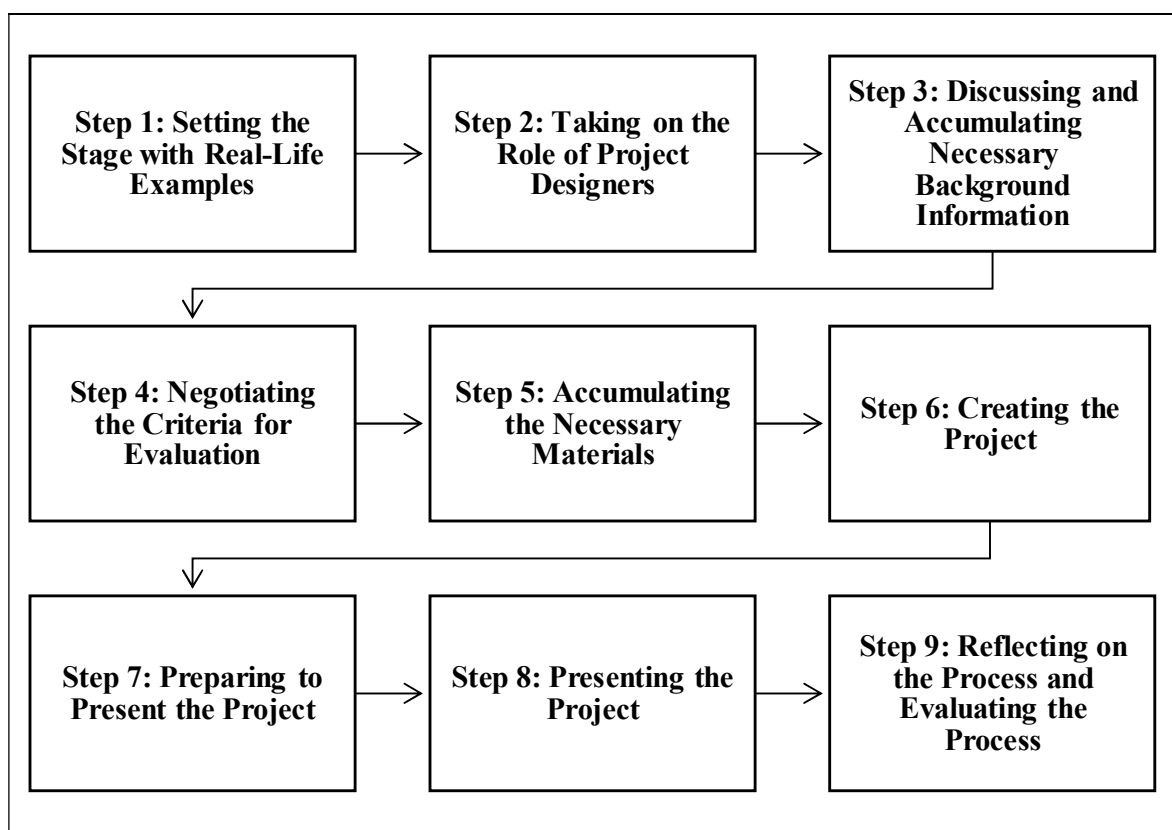 Step 1: Setting the
Stage with Real-Life
Examples
Step 2: Taking on the
Role of Project
Designers
Step 3: Discussing and
Accumulating
Necessary
Background
Information
Step 4: Negotiating
the Criteria for
Evaluation
Step 5: Accumulating
the Necessary
Materials
Step 6: Creating the
Project
Step 7: Preparing to
Present the Project
Step 8: Presenting the
Project
Step 9: Reflecting on
the Process and
Evaluating the
Process